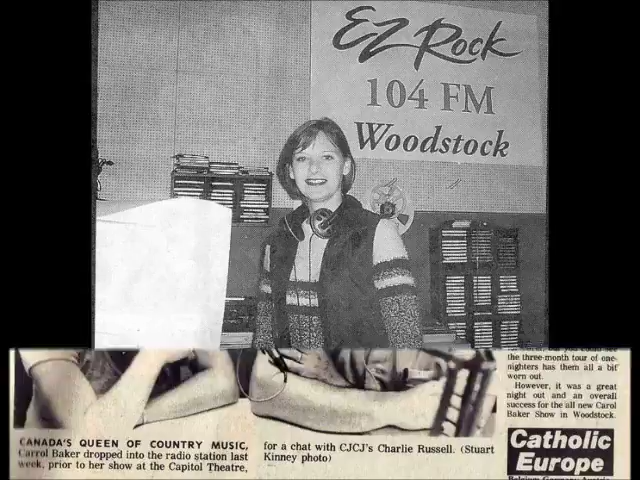 EZ Rock
104 FM
Woodstock
the three-month tour of one-
nighters has them all a bit
worn out.
However, it was a great
night out and an overall
success for the all new Carol
Baker Show in Woodstock.
CANADA'S QUEEN OF COUNTRY MUSIC,
Carrol Baker dropped into the radio station last
week, prior to her show at the Capitol Theatre,
for a chat with CJCJ's Charlie Russell. (Stuart
Kinney photo)
Catholic
Europe